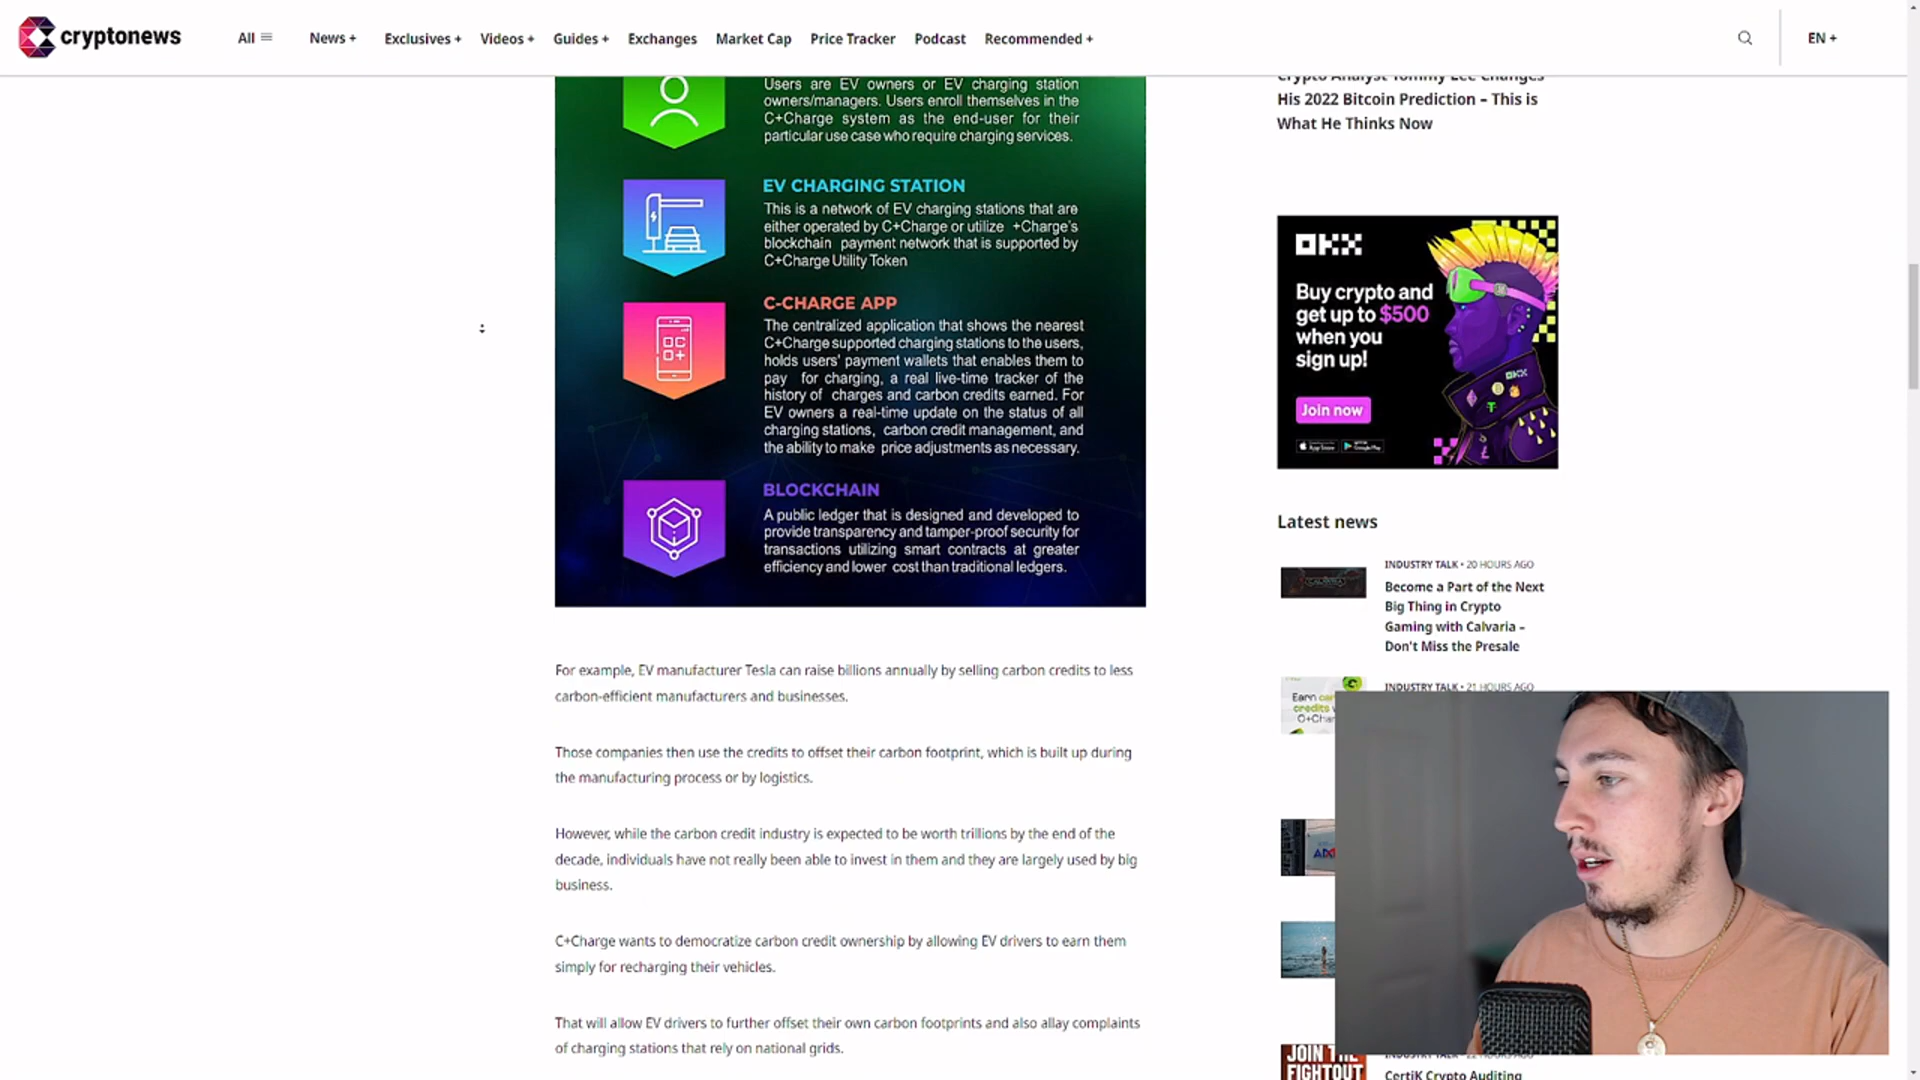 cryptonews
All
News +
Exclusives +
Videos +
Guides +
Exchanges
Market Cap
Price Tracker
Podcast
Recommended +
EN +
Users are EV owners or EV charging station
owners/managers. Users enroll themselves in the
C+Charge system as the end-user for their
particular use case who require charging services.
EV CHARGING STATION
This is a network of EV charging stations that are
either operated by C+Charge or utilize +Charge's
blockchain payment network that is supported by
C+Charge Utility Token
C-CHARGE APP
The centralized application that shows the nearest
C+Charge supported charging stations to the users,
holds users' payment wallets that enables them to
pay for charging, a real live-time tracker of the
history of charges and carbon credits earned. For
EV owners a real-time update on the status of all
charging stations, carbon credit management, and
the ability to make price adjustments as necessary.
BLOCKCHAIN
A public ledger that is designed and developed to
provide transparency and tamper-proof security for
transactions utilizing smart contracts at greater
efficiency and lower cost than traditional ledgers.
For example, EV manufacturer Tesla can raise billions annually by selling carbon credits to less
carbon-efficient manufacturers and businesses.
Those companies then use the credits to offset their carbon footprint, which is built up during
the manufacturing process or by logistics.
However, while the carbon credit industry is expected to be worth trillions by the end of the
decade, individuals have not really been able to invest in them and they are largely used by big
business.
C+Charge wants to democratize carbon credit ownership by allowing EV drivers to earn them
simply for recharging their vehicles.
That will allow EV drivers to further offset their own carbon footprints and also allay complaints
of charging stations that rely on national grids.
Crypto Analyst Tommy Lee Changes
His 2022 Bitcoin Prediction – This is
What He Thinks Now
OKX
Buy crypto and
get up to $500
when you
sign up!
Join now
App Store
Google Play
OKX
Latest news
INDUSTRY TALK • 20 HOURS AGO
Become a Part of the Next
Big Thing in Crypto
Gaming with Calvaria –
Don't Miss the Presale
CALVARIA
INDUSTRY TALK • 21 HOURS AGO
Earn
credits
JOIN THE
FIGHTOUT
CertiK Crypto Auditing